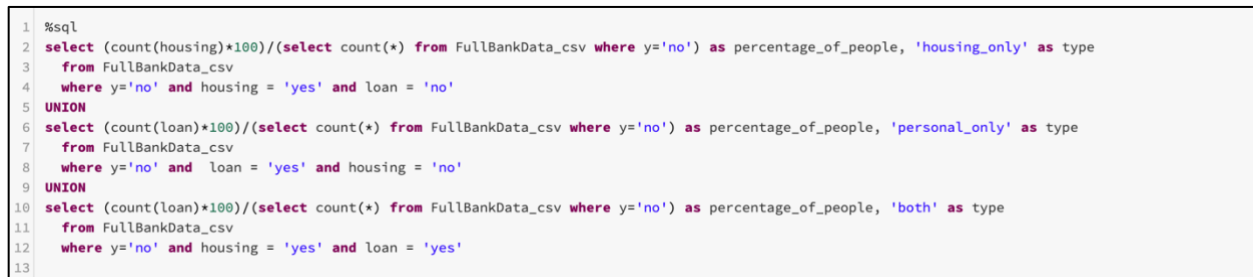 1 %sql
2 select (count(housing)*100)/(select count(*) from FullBankData_csv where y='no') as percentage_of_people, 'housing_only' as type
3   from FullBankData_csv
4   where y='no' and housing = 'yes' and loan = 'no'
5 UNION
6 select (count(loan)*100)/(select count(*) from FullBankData_csv where y='no') as percentage_of_people, 'personal_only' as type
7   from FullBankData_csv
8   where y='no' and  loan = 'yes' and housing = 'no'
9 UNION
10 select (count(loan)*100)/(select count(*) from FullBankData_csv where y='no') as percentage_of_people, 'both' as type
11   from FullBankData_csv
12   where y='no' and housing = 'yes' and loan = 'yes'
13